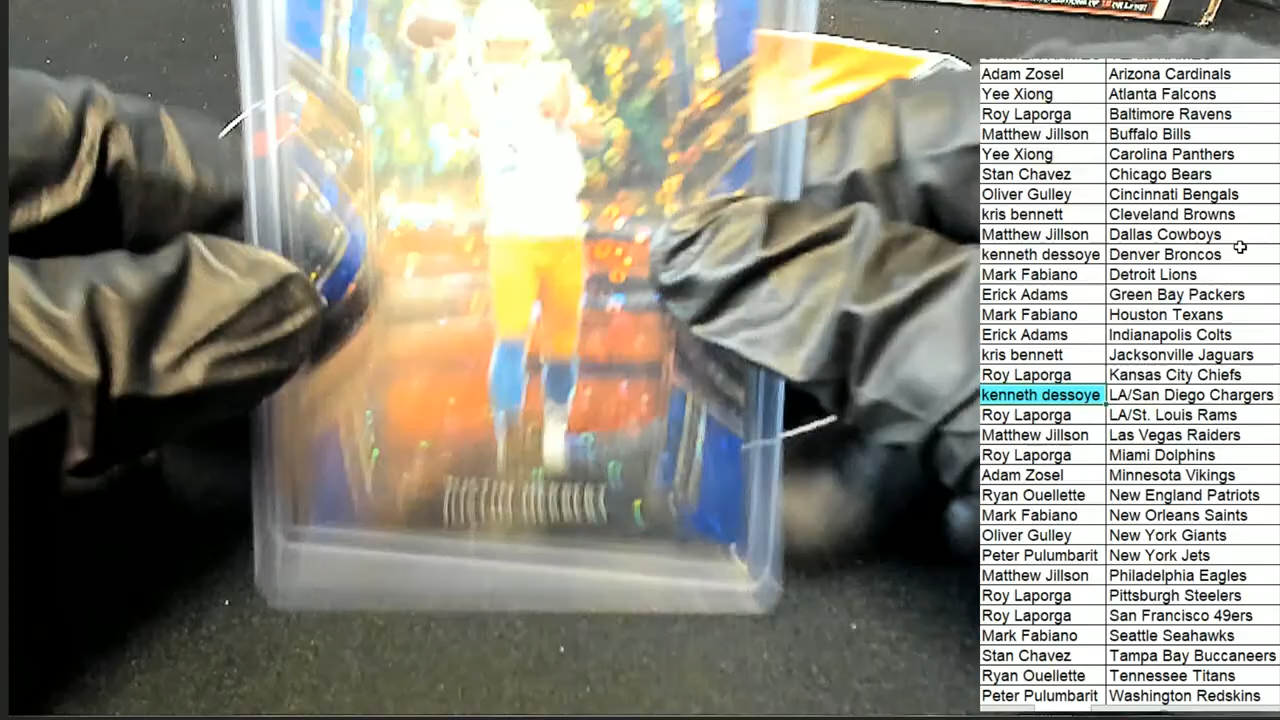 Adam Zosel Arizona Cardinals
Yee Xiong Atlanta Falcons
Roy Laporga Baltimore Ravens
Matthew Jillson Buffalo Bills
Yee Xiong Carolina Panthers
Stan Chavez Chicago Bears
Oliver Gulley Cincinnati Bengals
kris bennett Cleveland Browns
Matthew Jillson Dallas Cowboys
kenneth dessoye Denver Broncos
Mark Fabiano Detroit Lions
Erick Adams Green Bay Packers
Mark Fabiano Houston Texans
Erick Adams Indianapolis Colts
kris bennett Jacksonville Jaguars
Roy Laporga Kansas City Chiefs
kenneth dessoye LA/San Diego Chargers
Roy Laporga LA/St. Louis Rams
Matthew Jillson Las Vegas Raiders
Roy Laporga Miami Dolphins
Adam Zosel Minnesota Vikings
Ryan Ouellette New England Patriots
Mark Fabiano New Orleans Saints
Oliver Gulley New York Giants
Peter Pulumbarit New York Jets
Matthew Jillson Philadelphia Eagles
Roy Laporga Pittsburgh Steelers
Roy Laporga San Francisco 49ers
Mark Fabiano Seattle Seahawks
Stan Chavez Tampa Bay Buccaneers
Ryan Ouellette Tennessee Titans
Peter Pulumbarit Washington Redskins